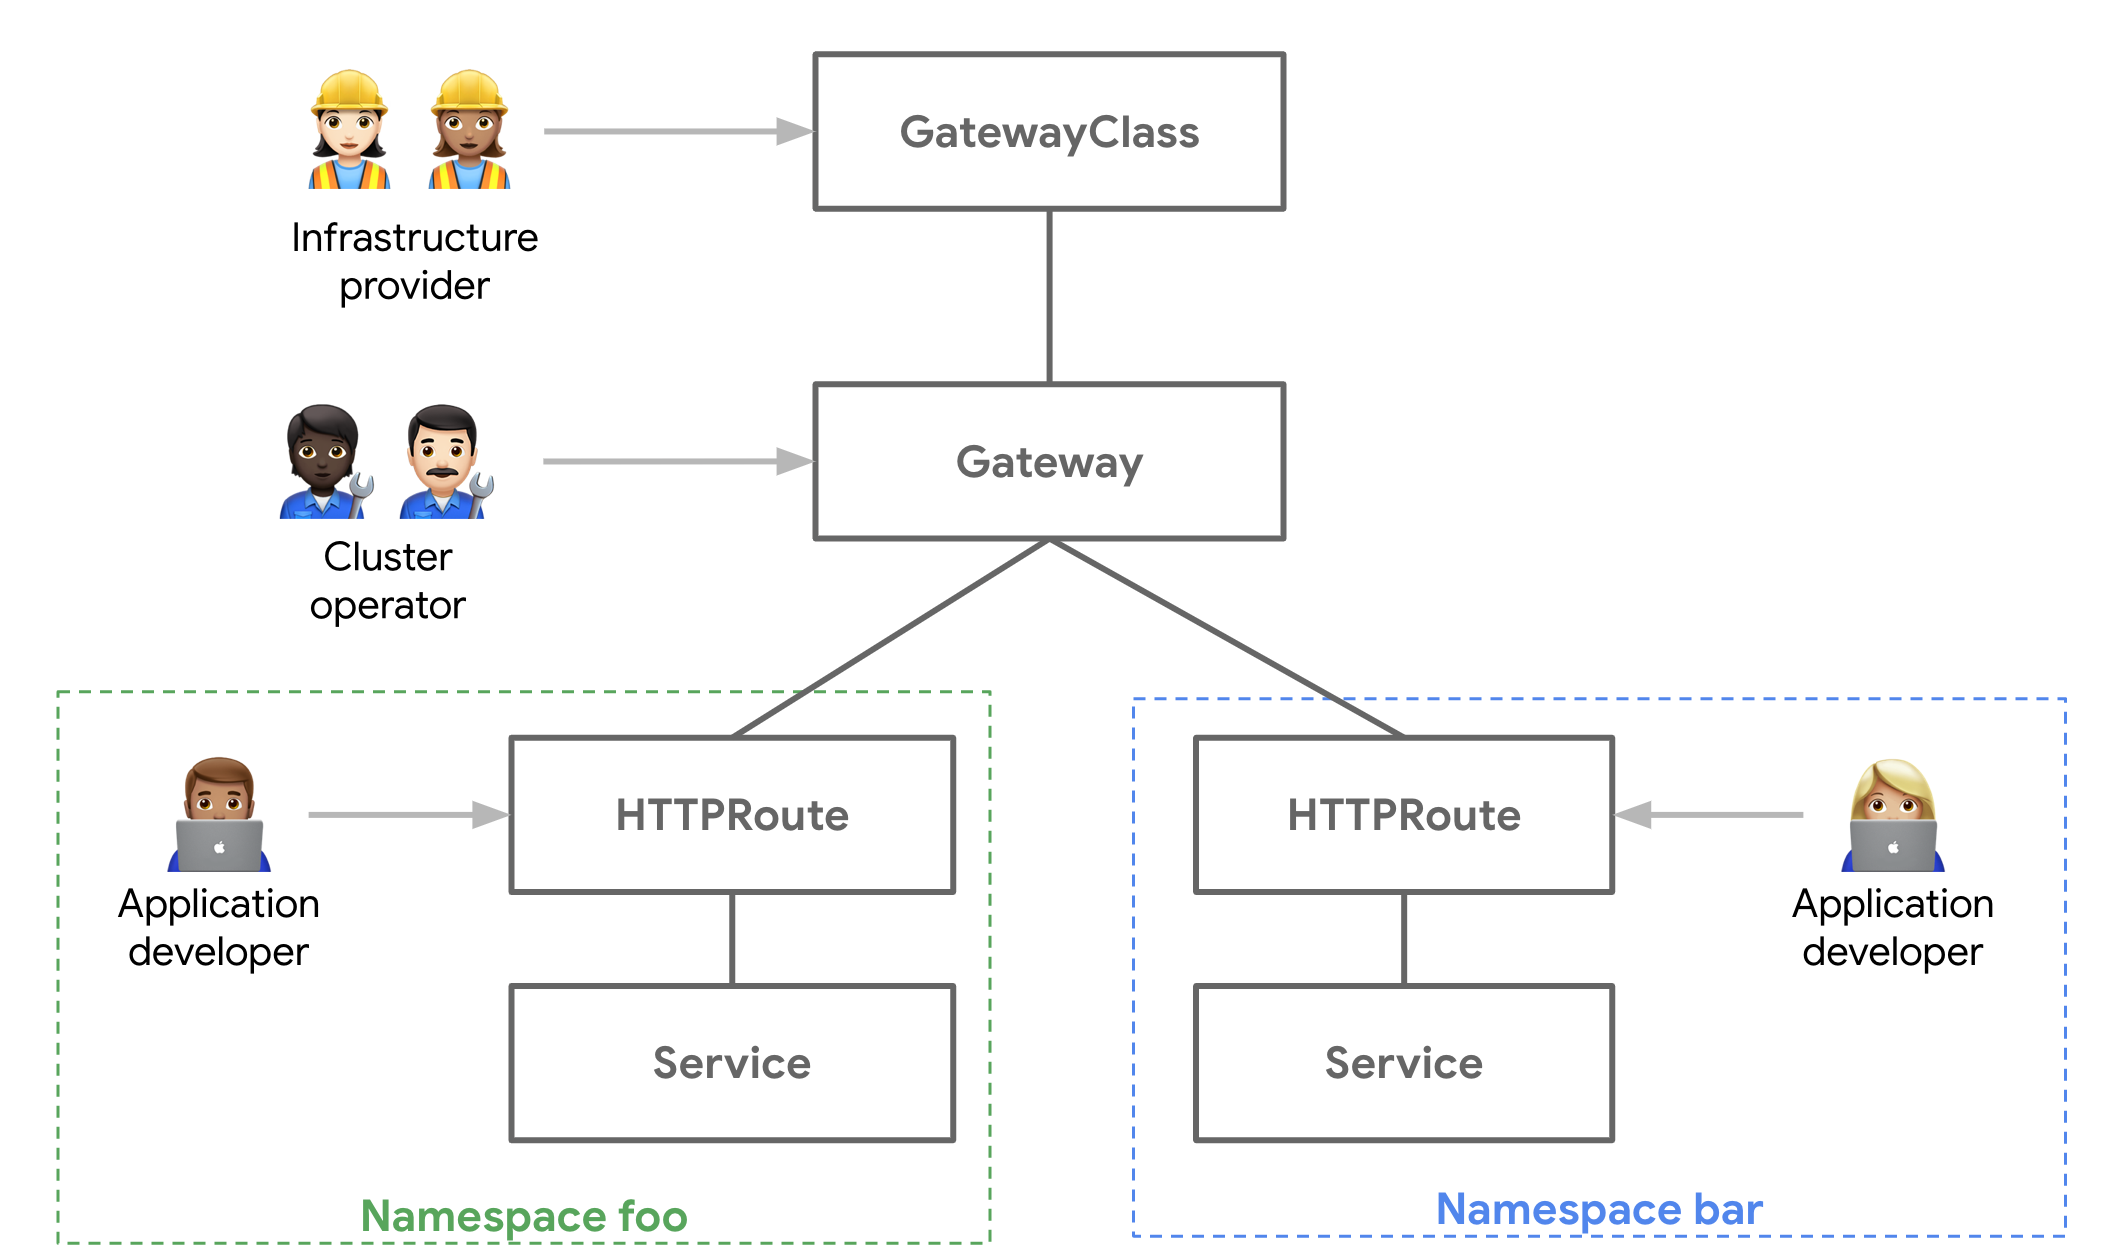 GatewayClass
Infrastructure
provider
Gateway
Cluster
operator
HTTPRoute
Application
developer
Service
Namespace foo
HTTPRoute
Application
developer
Service
Namespace bar